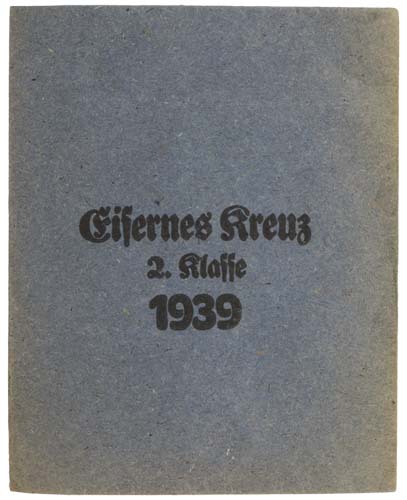 Eisernes Kreuz
2. Klasse
1939